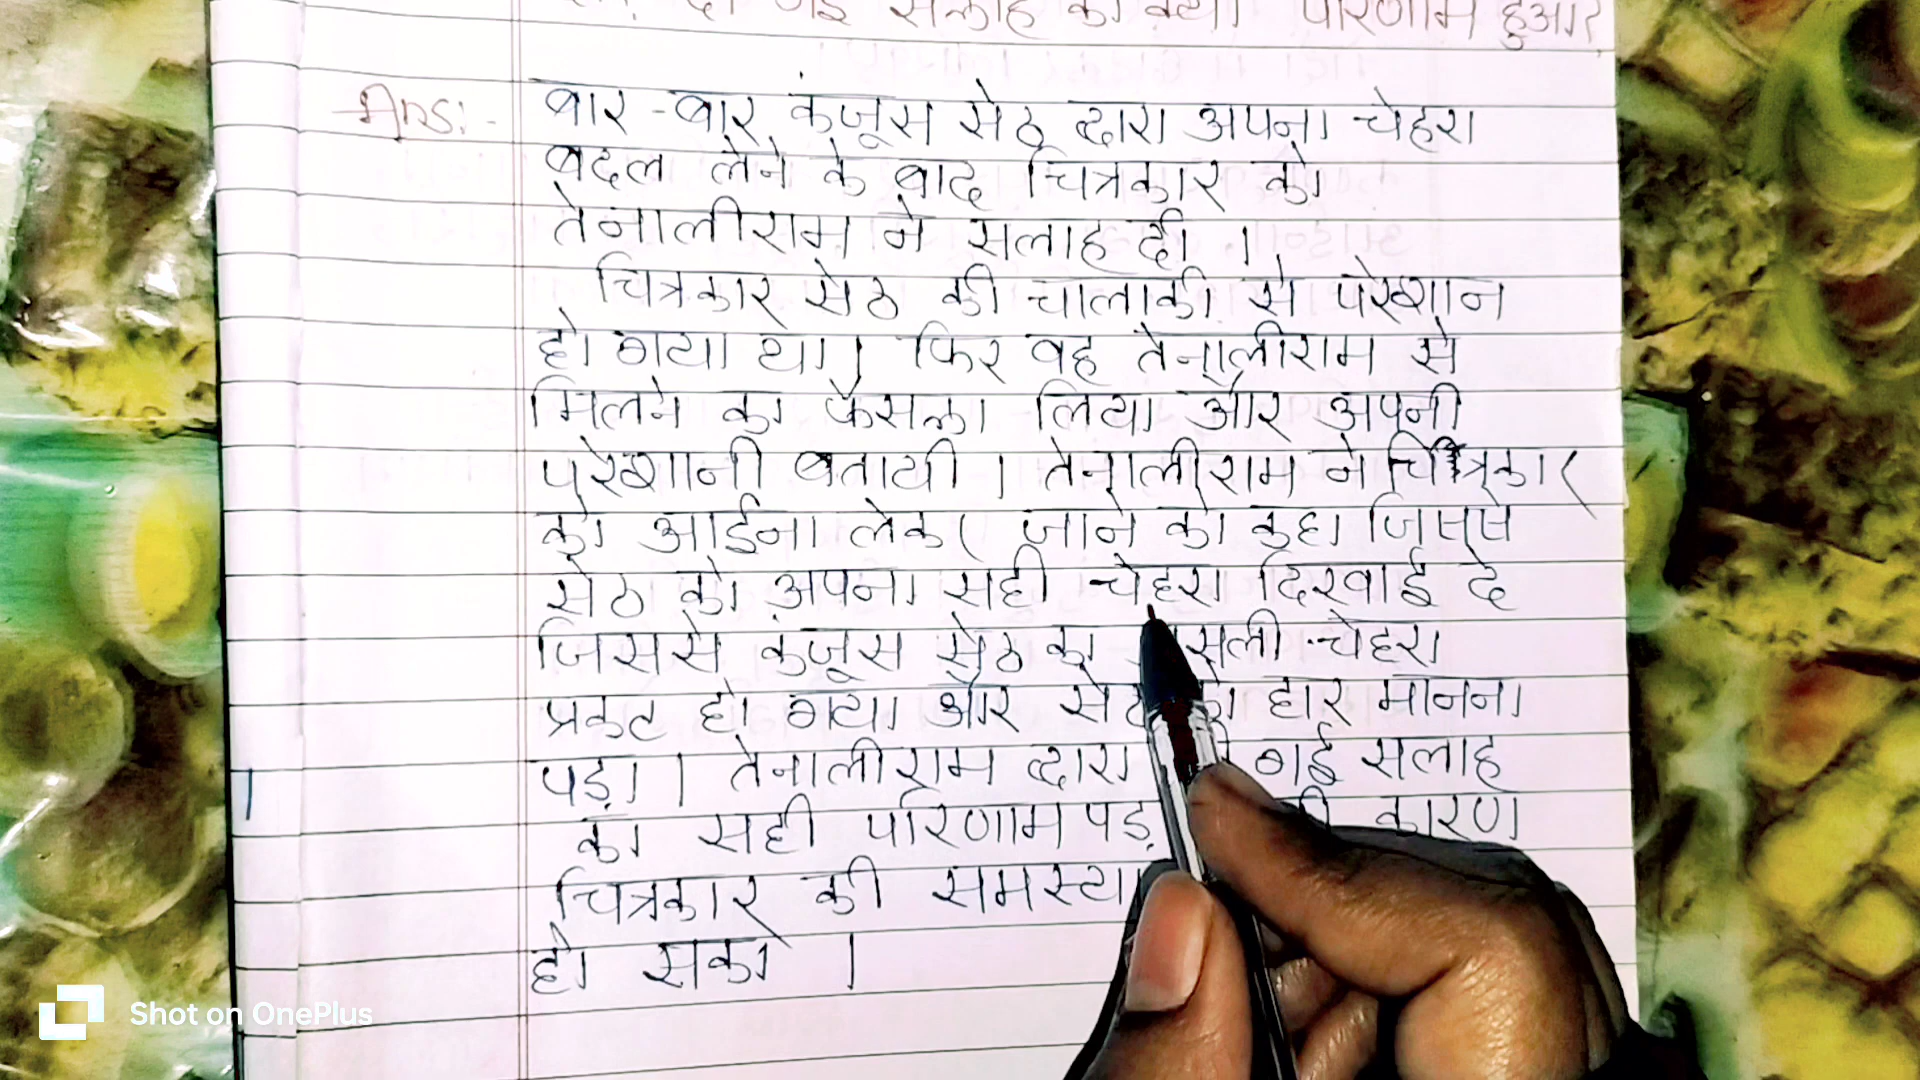 दी गई सलाह का क्या परिणाम हुआ?
Ans:-
बार-बार कंजूस सेठ द्वारा अपना चेहरा
बदल लेने के बाद चित्रकार को
तेनालीराम ने सलाह दी ।
चित्रकार सेठ की चालाकी से परेशान
हो गया था। फिर वह तेनालीराम से
मिलने का फैसला लिया और अपनी
परेशानी बतायी । तेनालीराम ने चित्रकार
को आईना लेकर जाने को कहा जिसस
सेठ को अपना सही चेहरा दिखाई दे
जिससे कंजूस सेठ का चेहरा
प्रकट हो गया और हार मानना
पड़ा । तेनालीराम द्वारा गई सलाह
का सही परिणाम कारण
चित्रकार की समस्या
हो सका ।
Shot on OnePlus